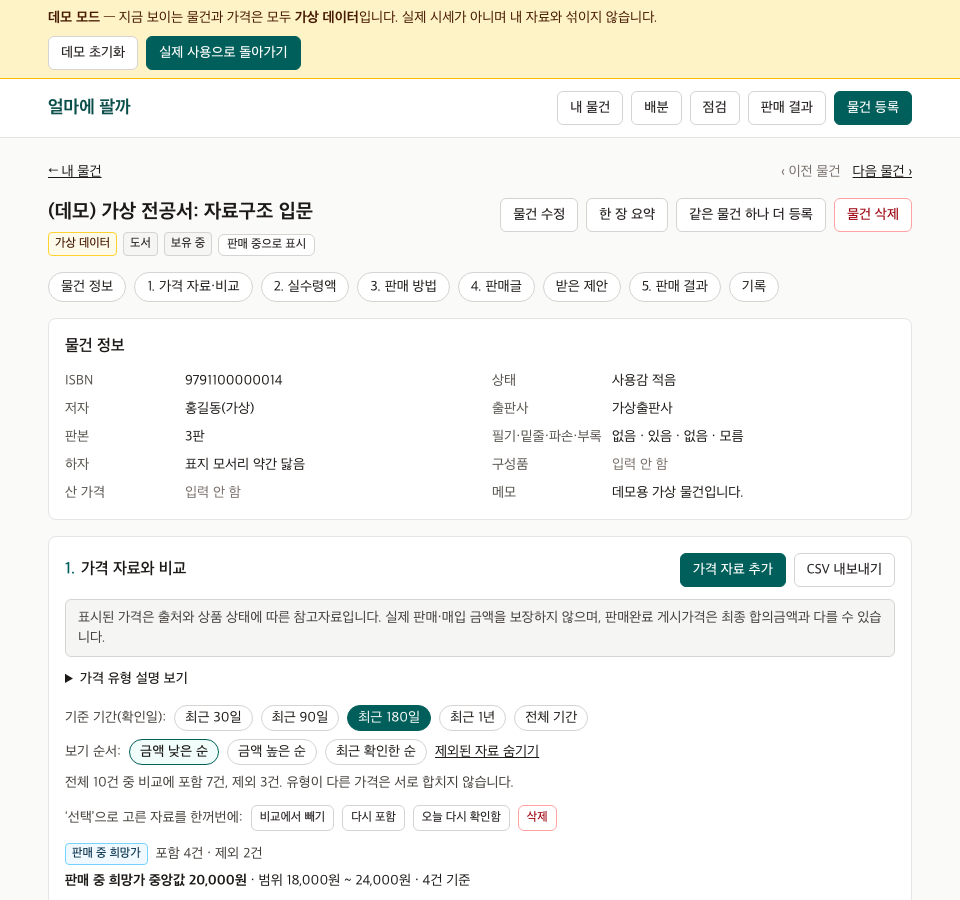 데모 모드 — 지금 보이는 물건과 가격은 모두 가상 데이터입니다. 실제 시세가 아니며 내 자료와 섞이지 않습니다.
데모 초기화 실제 사용으로 돌아가기
얼마에 팔까 내 물건 배분 점검 판매 결과 물건 등록
← 내 물건 ‹ 이전 물건 다음 물건 ›
(데모) 가상 전공서: 자료구조 입문 물건 수정 한 장 요약 같은 물건 하나 더 등록 물건 삭제
가상 데이터 도서 보유 중 판매 중으로 표시
물건 정보 1. 가격 자료·비교 2. 실수령액 3. 판매 방법 4. 판매글 받은 제안 5. 판매 결과 기록
물건 정보
ISBN 9791100000014 상태 사용감 적음
저자 홍길동(가상) 출판사 가상출판사
판본 3판 필기·밑줄·파손·부록 없음 · 있음 · 없음 · 모름
하자 표지 모서리 약간 닳음 구성품 입력 안 함
산 가격 입력 안 함 메모 데모용 가상 물건입니다.
1. 가격 자료와 비교 가격 자료 추가 CSV 내보내기
표시된 가격은 출처와 상품 상태에 따른 참고자료입니다. 실제 판매·매입 금액을 보장하지 않으며, 판매완료 게시가격은 최종 합의금액과 다를 수 있습
니다.
▶ 가격 유형 설명 보기
기준 기간(확인일): 최근 30일 최근 90일 최근 180일 최근 1년 전체 기간
보기 순서: 금액 낮은 순 금액 높은 순 최근 확인한 순 제외된 자료 숨기기
전체 10건 중 비교에 포함 7건, 제외 3건. 유형이 다른 가격은 서로 합치지 않습니다.
'선택'으로 고른 자료를 한꺼번에: 비교에서 빼기 다시 포함 오늘 다시 확인함 삭제
판매 중 희망가 포함 4건 · 제외 2건
판매 중 희망가 중앙값 20,000원 · 범위 18,000원 ~ 24,000원 · 4건 기준